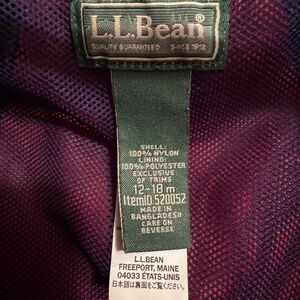 L.L.Bean®
QUALITY GUARANTEED SINCE 1912
SHELL:
100% NYLON
LINING:
100% POLYESTER
EXCLUSIVE
OF TRIMS
12-18 m
ItemID 520052
MADE IN
BANGLADESH
CARE ON
REVERSE
L.L.BEAN
FREEPORT, MAINE
04033 ÉTATS-UNIS
日本語は裏面をご覧ください